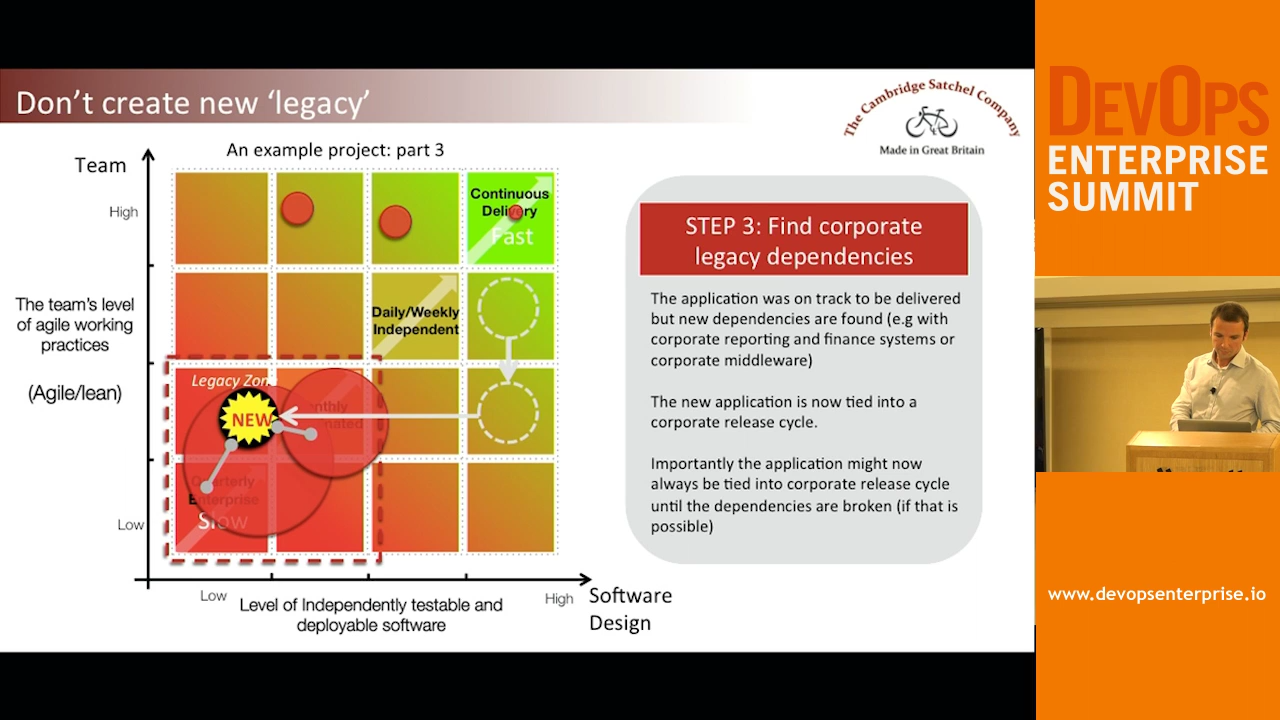 Don't create new 'legacy'
The Cambridge Satchel Company
Made in Great Britain
An example project: part 3
Team
High
The team's level
of agile working
practices
(Agile/lean)
Low
Continuous
Delivery
Fast
Daily/Weekly
Independent
Legacy Zone
NEW
Quarterly
Enterprise
Slow
Low
Level of Independently testable and
deployable software
High
Software
Design
STEP 3: Find corporate
legacy dependencies
The application was on track to be delivered
but new dependencies are found (e.g with
corporate reporting and finance systems or
corporate middleware)
The new application is now tied into a
corporate release cycle.
Importantly the application might now
always be tied into corporate release cycle
until the dependencies are broken (if that is
possible)
DEVOPS
ENTERPRISE
SUMMIT
www.devopsenterprise.io